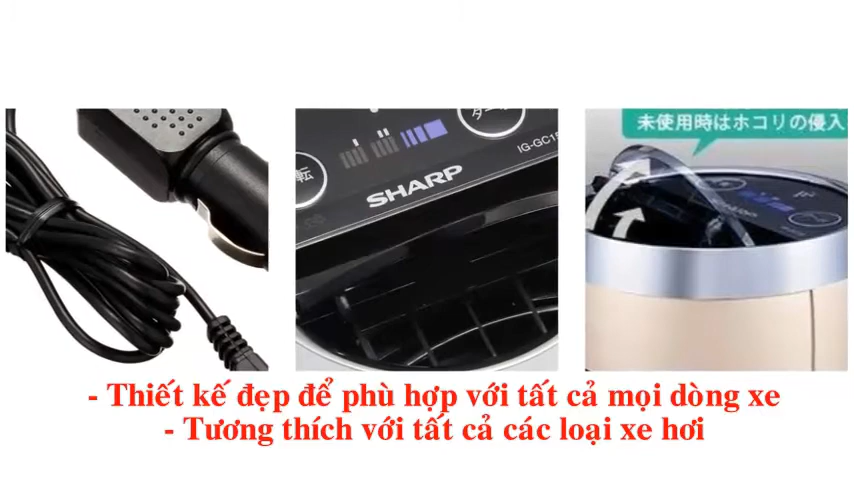 未使用時はホコリの侵入
転
SHARP
IG-GC15
- Thiết kế đẹp để phù hợp với tất cả mọi dòng xe
- Tương thích với tất cả các loại xe hơi